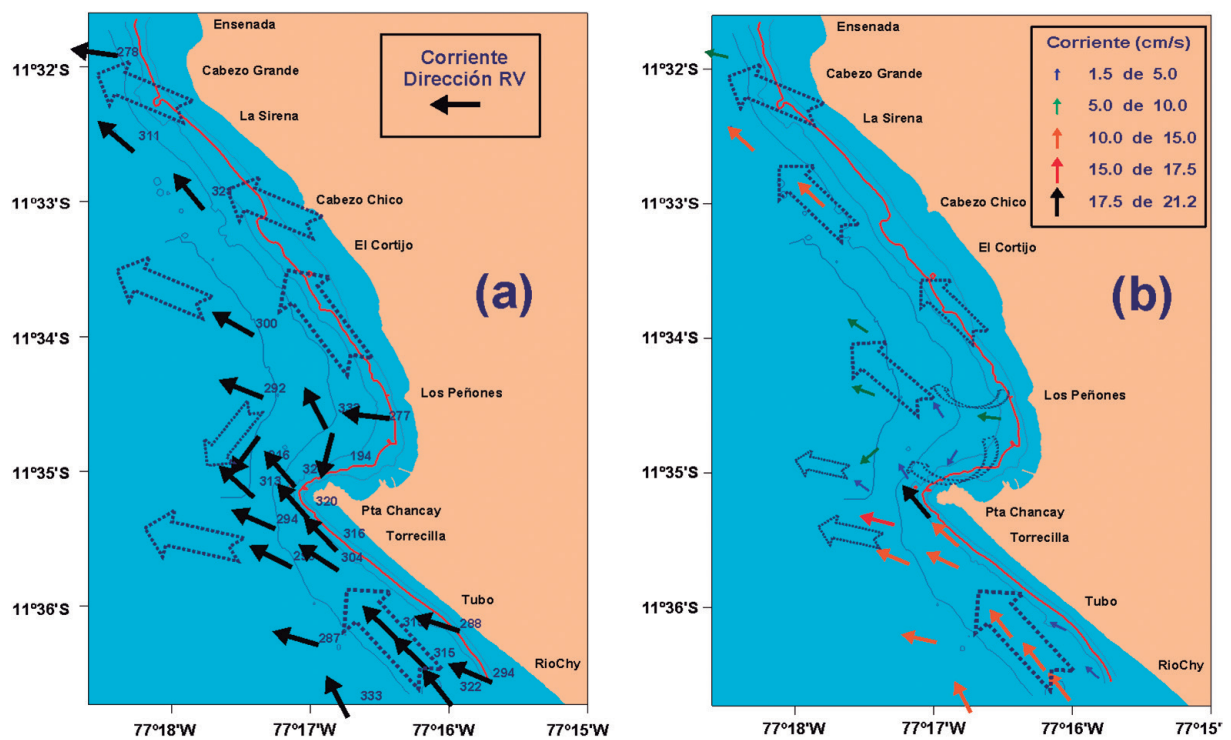 Ensenada
Cabezo Grande
La Sirena
Cabezo Chico
El Cortijo
Los Peñones
Pta Chancay
Torrecilla
Tubo
RioChy
Corriente
Dirección RV
(a)
11º32'S
11º33'S
11º34'S
11º35'S
11º36'S
77º18'W
77º17'W
77º16'W
77º15'W
278
311
300
292
333
277
194
313
320
294
316
304
288
287
315
294
322
333
Ensenada
Cabezo Grande
La Sirena
Cabezo Chico
El Cortijo
Los Peñones
Pta Chancay
Torrecilla
Tubo
RioChy
Corriente (cm/s)
1.5 de 5.0
5.0 de 10.0
10.0 de 15.0
15.0 de 17.5
17.5 de 21.2
(b)
11º32'S
11º33'S
11º34'S
11º35'S
11º36'S
77º18'W
77º17'W
77º16'W
77º15'